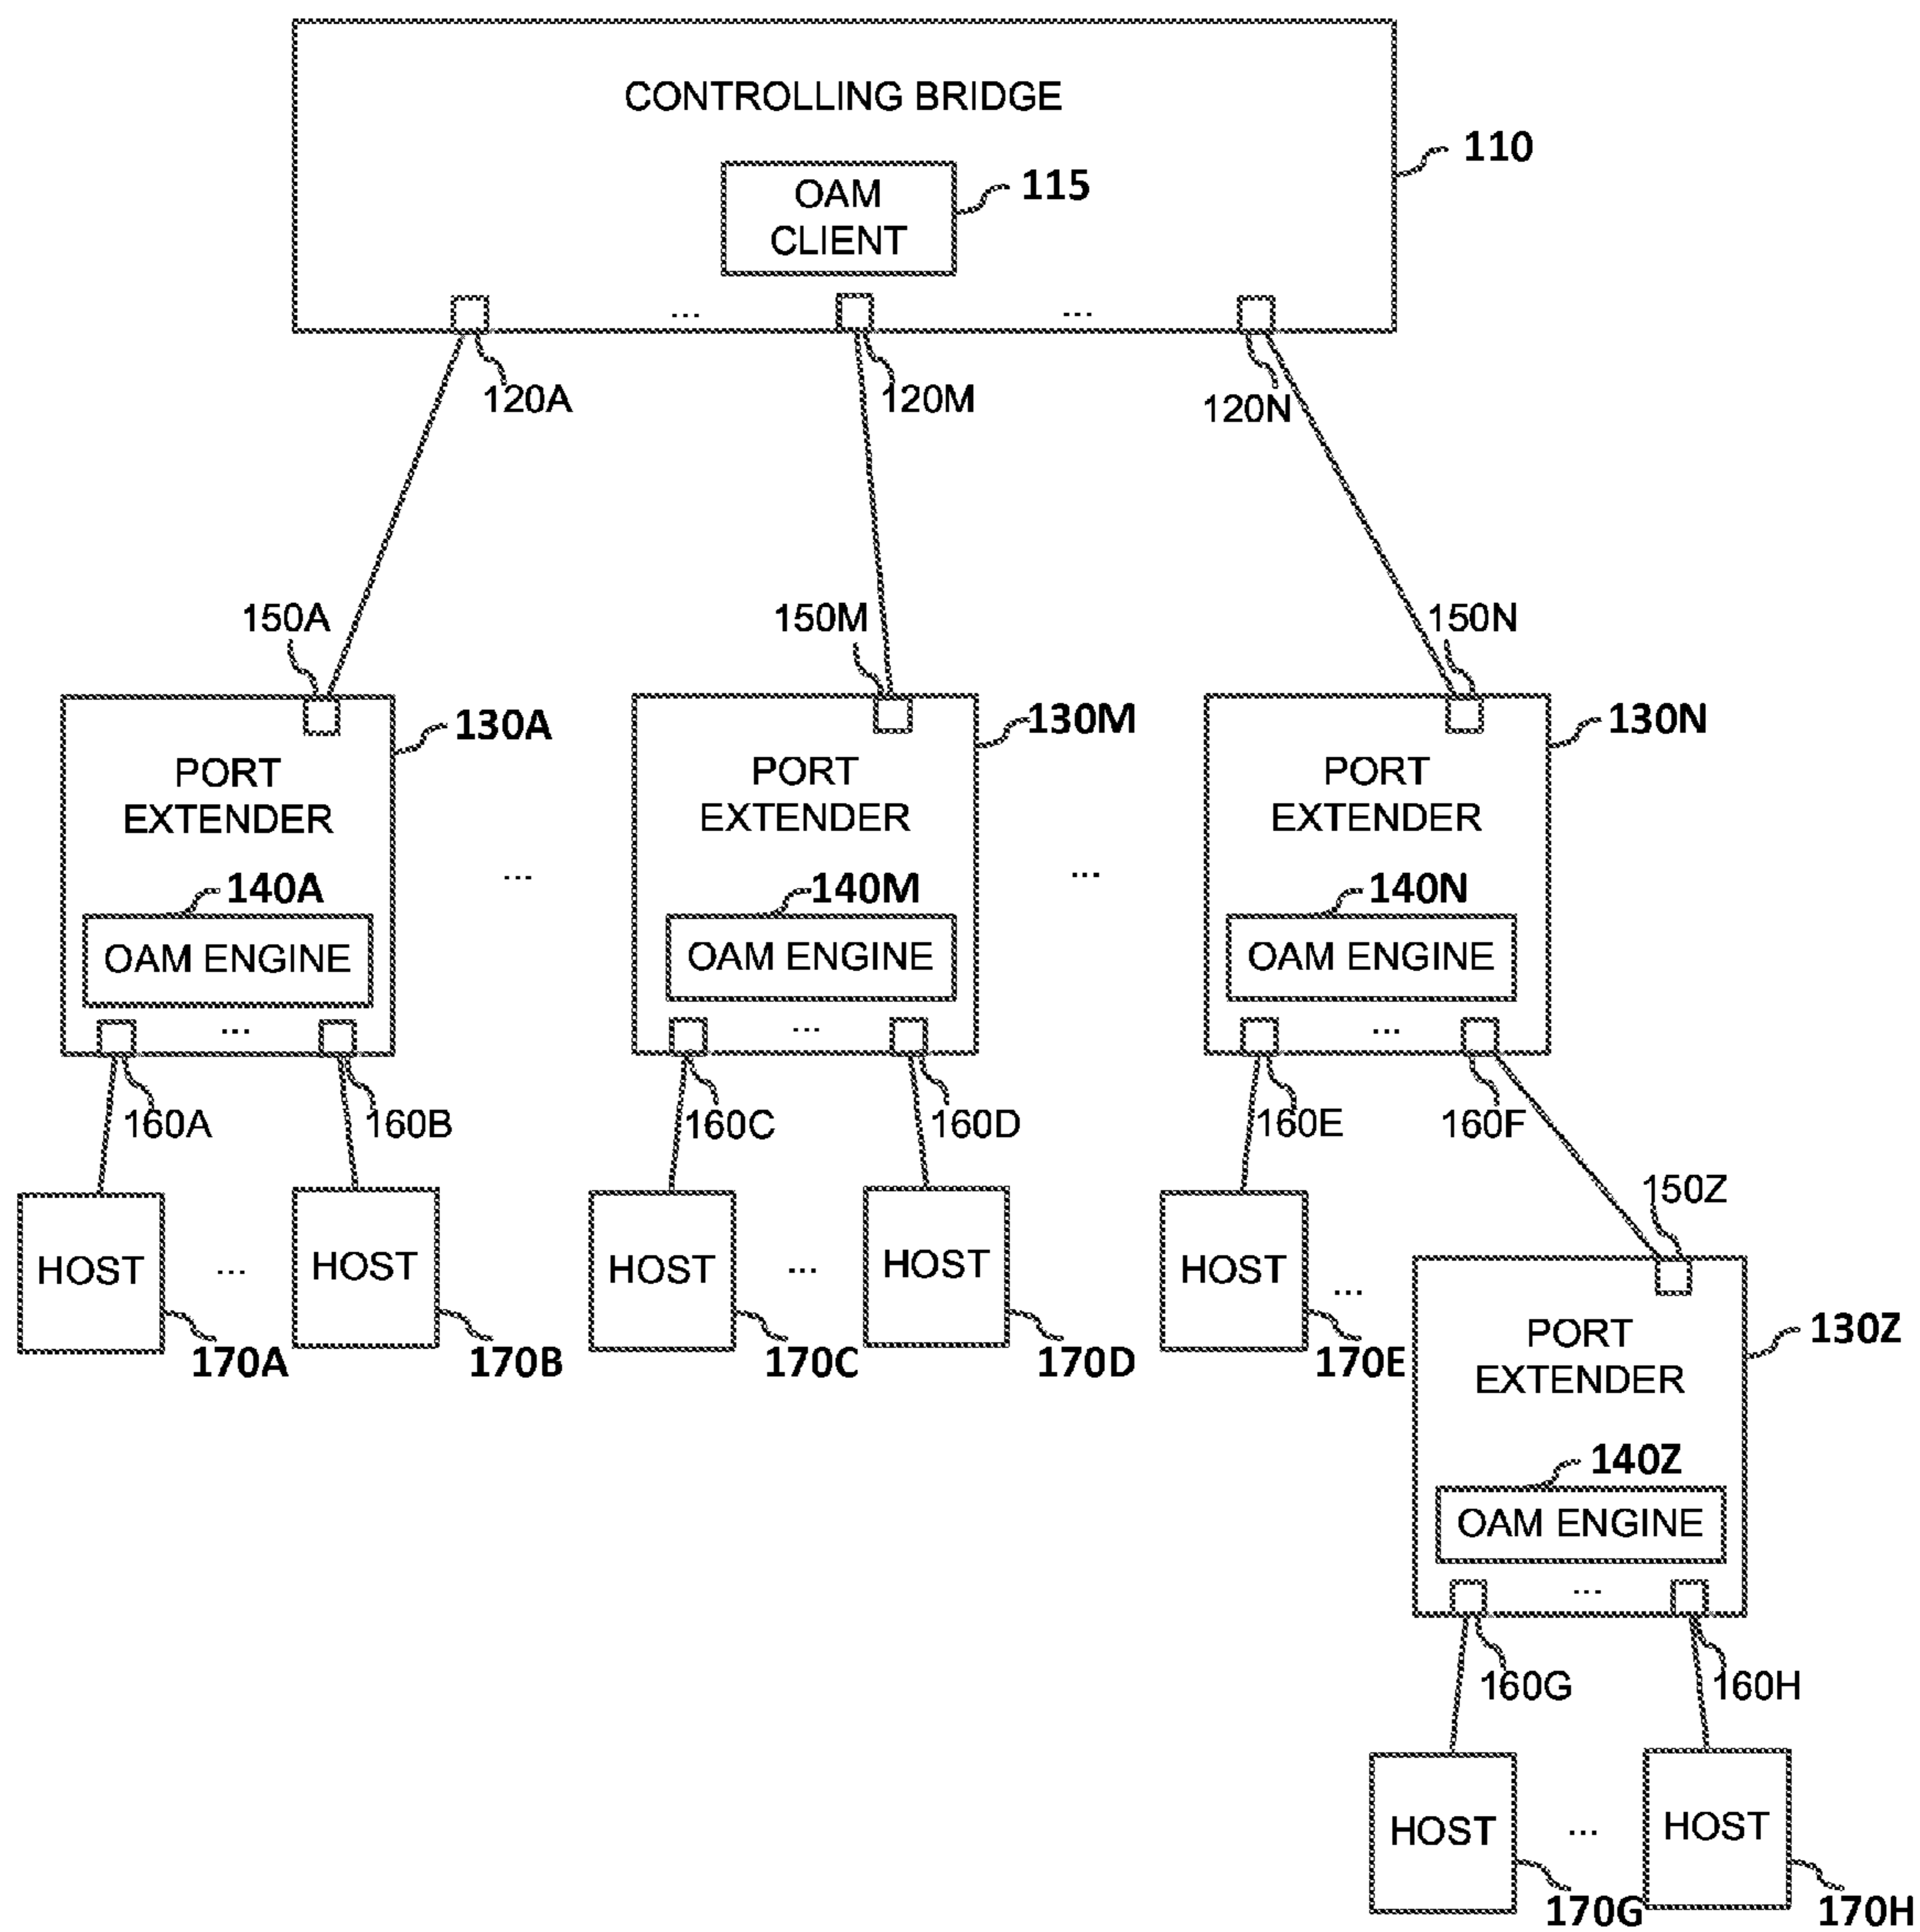 CONTROLLING BRIDGE
110
OAM
CLIENT
115
...
...
120A
120M
120N
150A
150M
150N
130A
130M
130N
PORT
EXTENDER
PORT
EXTENDER
PORT
EXTENDER
...
...
140A
140M
140N
OAM ENGINE
OAM ENGINE
OAM ENGINE
...
...
...
160A
160B
160C
160D
160E
160F
150Z
HOST
...
HOST
HOST
...
HOST
HOST
...
170A
170B
170C
170D
170E
PORT
EXTENDER
130Z
140Z
OAM ENGINE
...
160G
160H
HOST
...
HOST
170G
170H